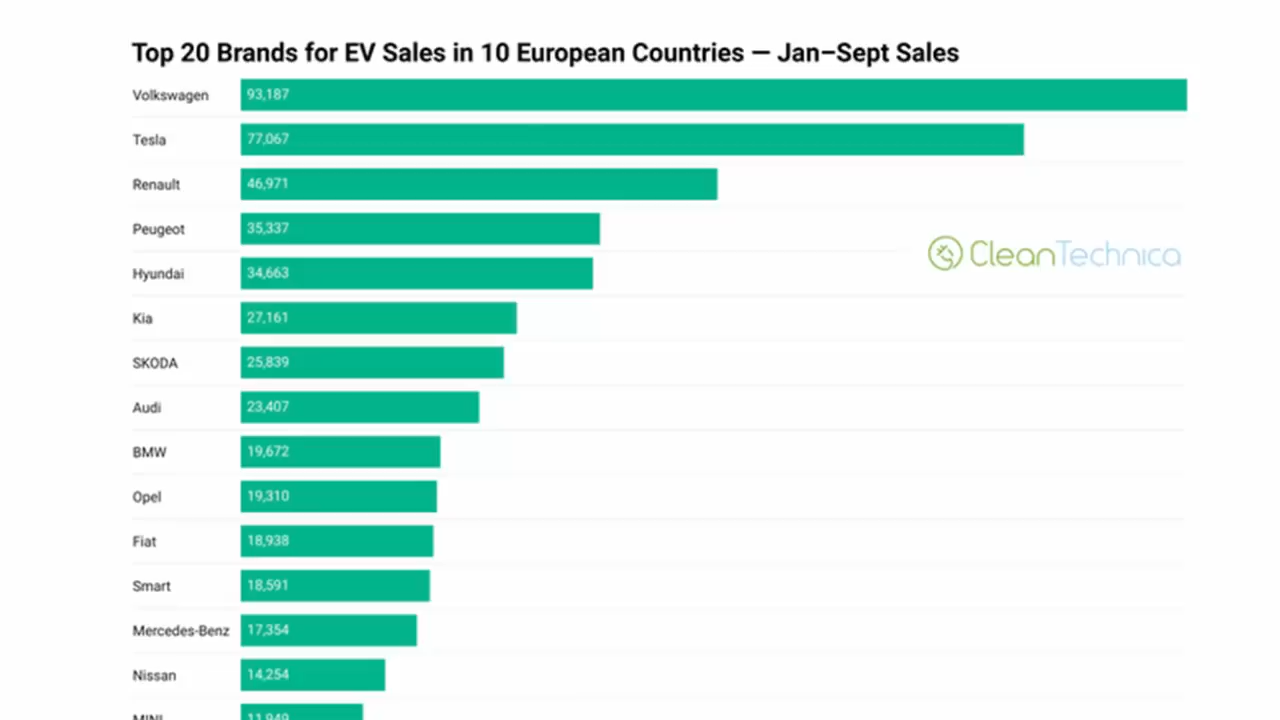 Top 20 Brands for EV Sales in 10 European Countries — Jan–Sept Sales
Volkswagen 93,187
Tesla 77,067
Renault 46,971
Peugeot 35,337
CleanTechnica
Hyundai 34,663
Kia 27,161
SKODA 25,839
Audi 23,407
BMW 19,672
Opel 19,310
Fiat 18,938
Smart 18,591
Mercedes-Benz 17,354
Nissan 14,254
MINI 11,949